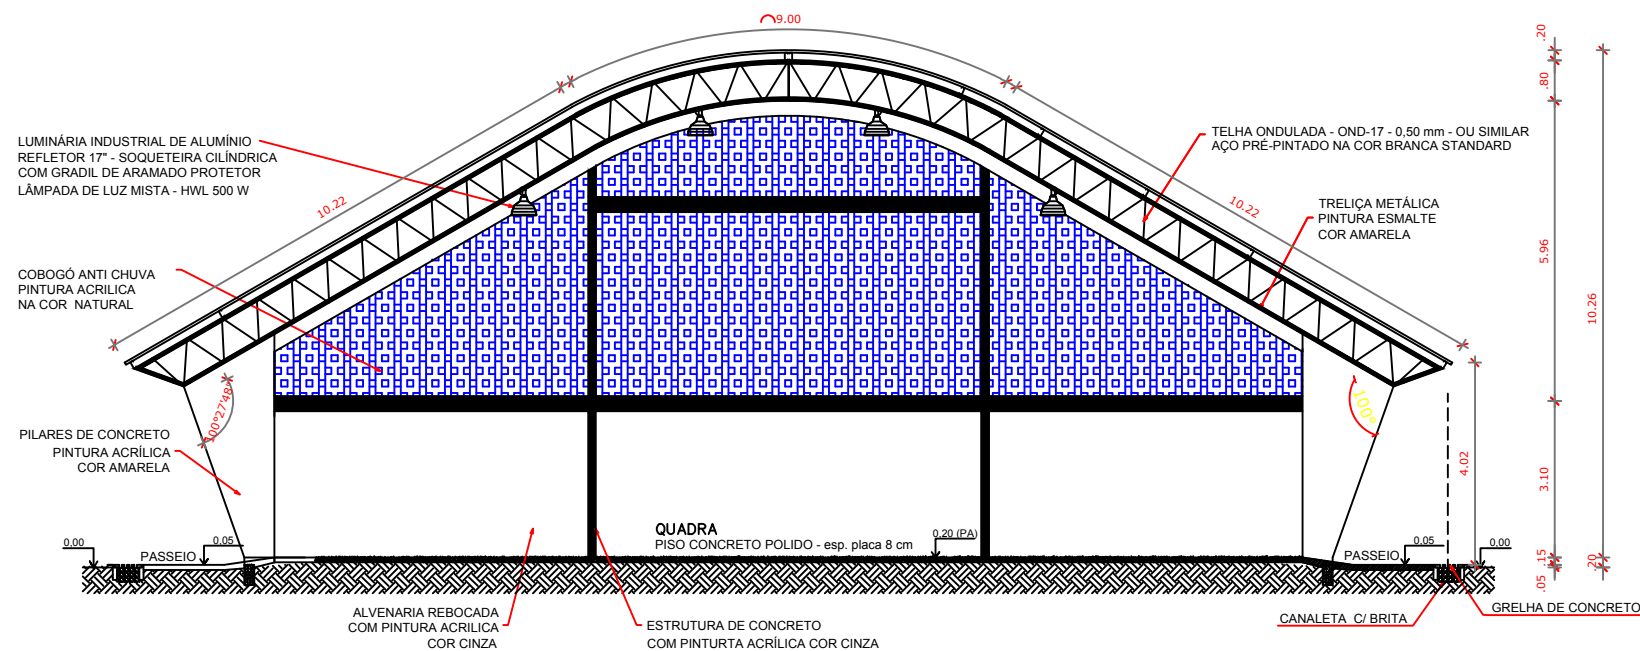 9.00
.20
.80
LUMINÁRIA INDUSTRIAL DE ALUMÍNIO
REFLETOR 17" - SOQUETEIRA CILÍNDRICA
COM GRADIL DE ARAMADO PROTETOR
LÂMPADA DE LUZ MISTA - HWL 500 W
TELHA ONDULADA - OND-17 - 0,50 mm - OU SIMILAR
AÇO PRÉ-PINTADO NA COR BRANCA STANDARD
10.22
10.22
TRELIÇA METÁLICA
PINTURA ESMALTE
COR AMARELA
5.96
10.26
COBOGÓ ANTI CHUVA
PINTURA ACRILICA
NA COR NATURAL
100°27'48"
100°
PILARES DE CONCRETO
PINTURA ACRÍLICA
COR AMARELA
4.02
3.10
QUADRA
PISO CONCRETO POLIDO - esp. placa 8 cm
0,20 (PA)
0,00
PASSEIO
0,05
PASSEIO
0,05
0,00
.15
.05
.20
ALVENARIA REBOCADA
COM PINTURA ACRILICA
COR CINZA
ESTRUTURA DE CONCRETO
COM PINTURTA ACRÍLICA COR CINZA
CANALETA C/ BRITA
GRELHA DE CONCRETO